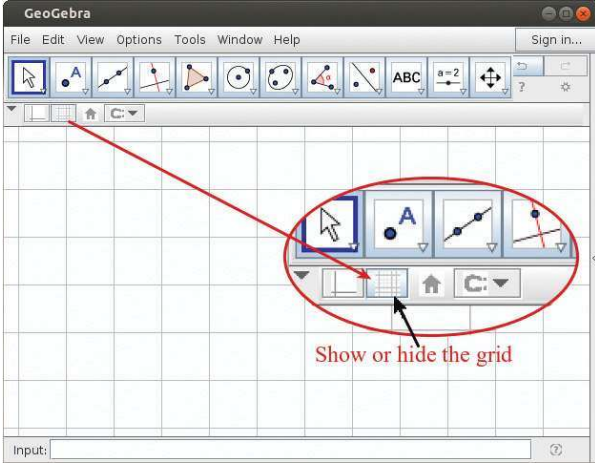 GeoGebra
File Edit View Options Tools Window Help Sign in...
A ABC a=2 ?
A
Show or hide the grid
Input: ?